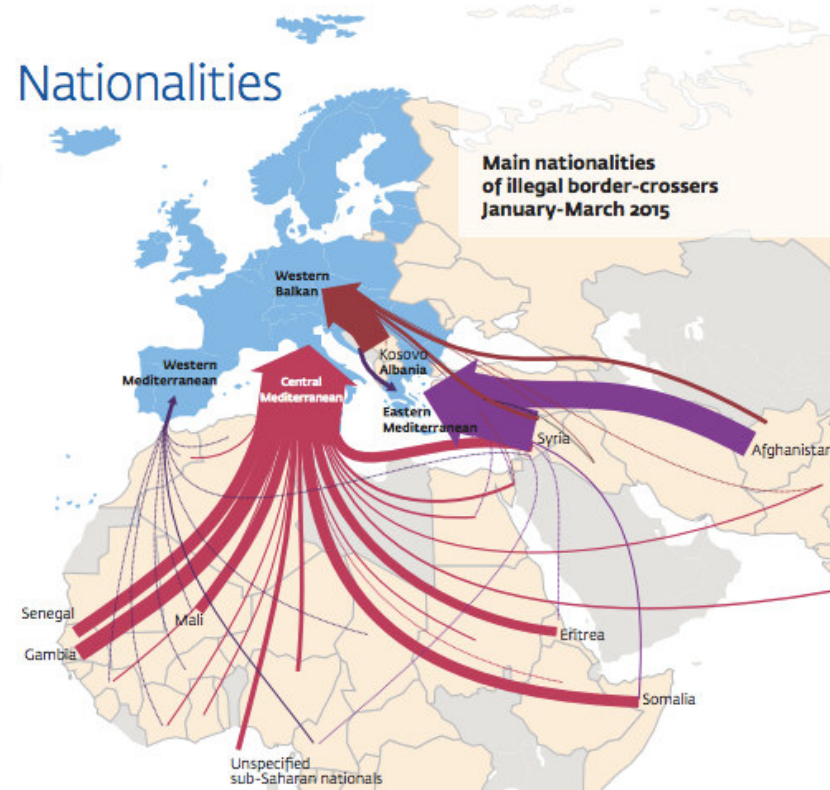 Nationalities
Main nationalities
of illegal border-crossers
January-March 2015
Western
Balkan
Kosovo
Albania
Western
Mediterranean
Central
Mediterranean
Eastern
Mediterranean
Syria
Afghanistan
Senegal
Mali
Gambia
Eritrea
Somalia
Unspecified
sub-Saharan nationals